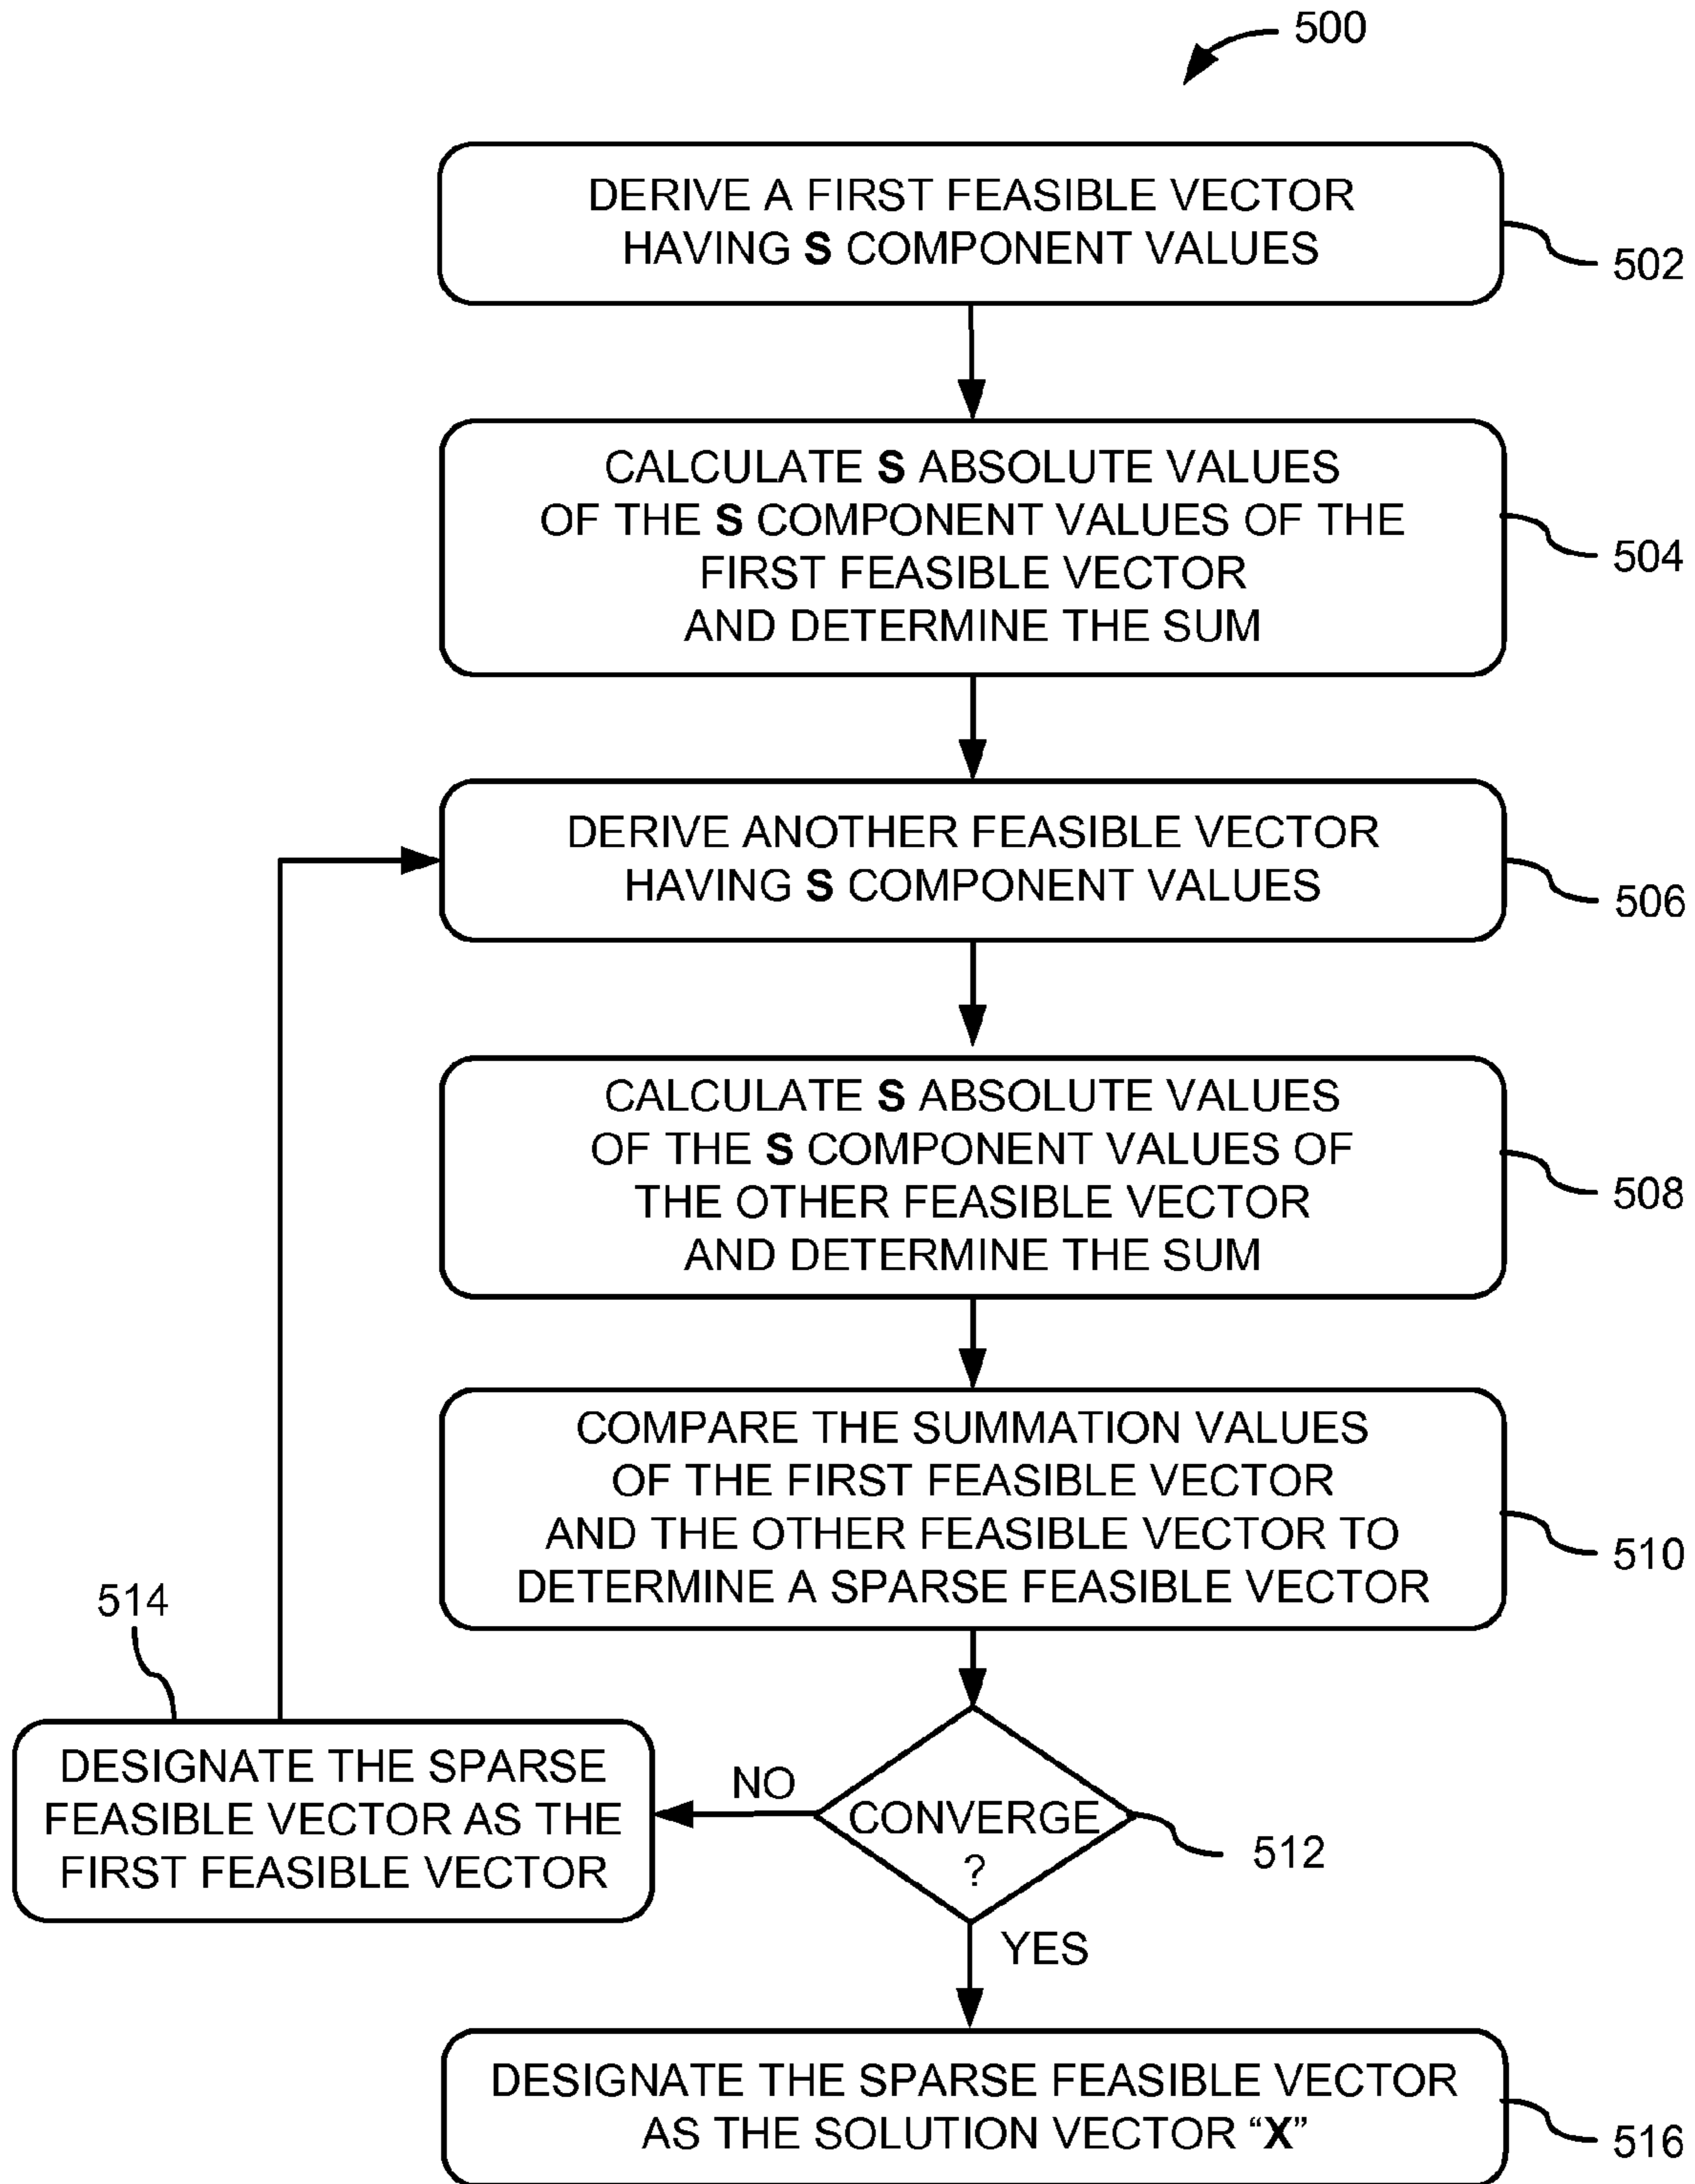 500
DERIVE A FIRST FEASIBLE VECTOR
HAVING S COMPONENT VALUES
502
CALCULATE S ABSOLUTE VALUES
OF THE S COMPONENT VALUES OF THE
FIRST FEASIBLE VECTOR
AND DETERMINE THE SUM
504
DERIVE ANOTHER FEASIBLE VECTOR
HAVING S COMPONENT VALUES
506
CALCULATE S ABSOLUTE VALUES
OF THE S COMPONENT VALUES OF
THE OTHER FEASIBLE VECTOR
AND DETERMINE THE SUM
508
COMPARE THE SUMMATION VALUES
OF THE FIRST FEASIBLE VECTOR
AND THE OTHER FEASIBLE VECTOR TO
DETERMINE A SPARSE FEASIBLE VECTOR
510
514
DESIGNATE THE SPARSE
FEASIBLE VECTOR AS THE
FIRST FEASIBLE VECTOR
NO
CONVERGE
?
512
YES
DESIGNATE THE SPARSE FEASIBLE VECTOR
AS THE SOLUTION VECTOR “X”
516